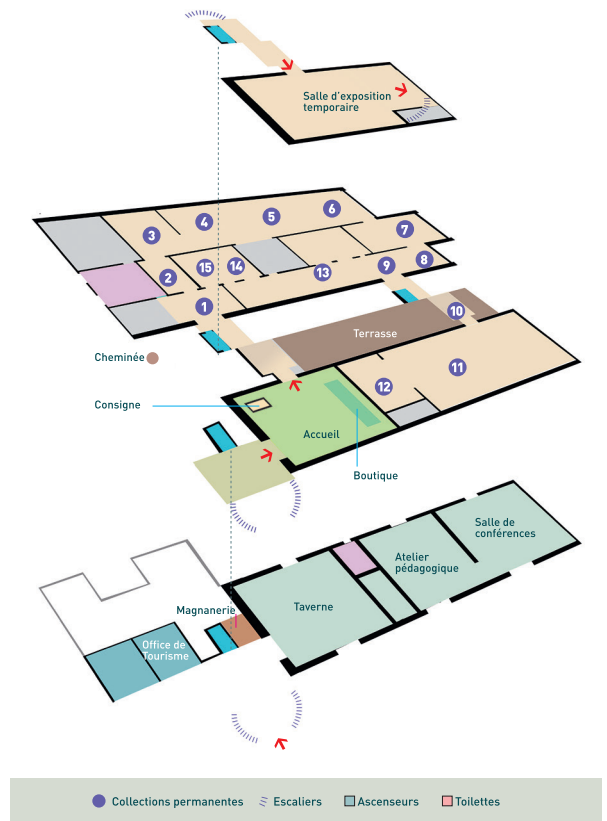 Salle d'exposition
temporaire
6
5
4
7
3
8
9
14
13
15
2
1
10
Terrasse
Cheminée
11
12
Consigne
Accueil
Boutique
Salle de
conférences
Atelier
pédagogique
Taverne
Magnanerie
Office de
Tourisme
Collections permanentes
Escaliers
Ascenseurs
Toilettes